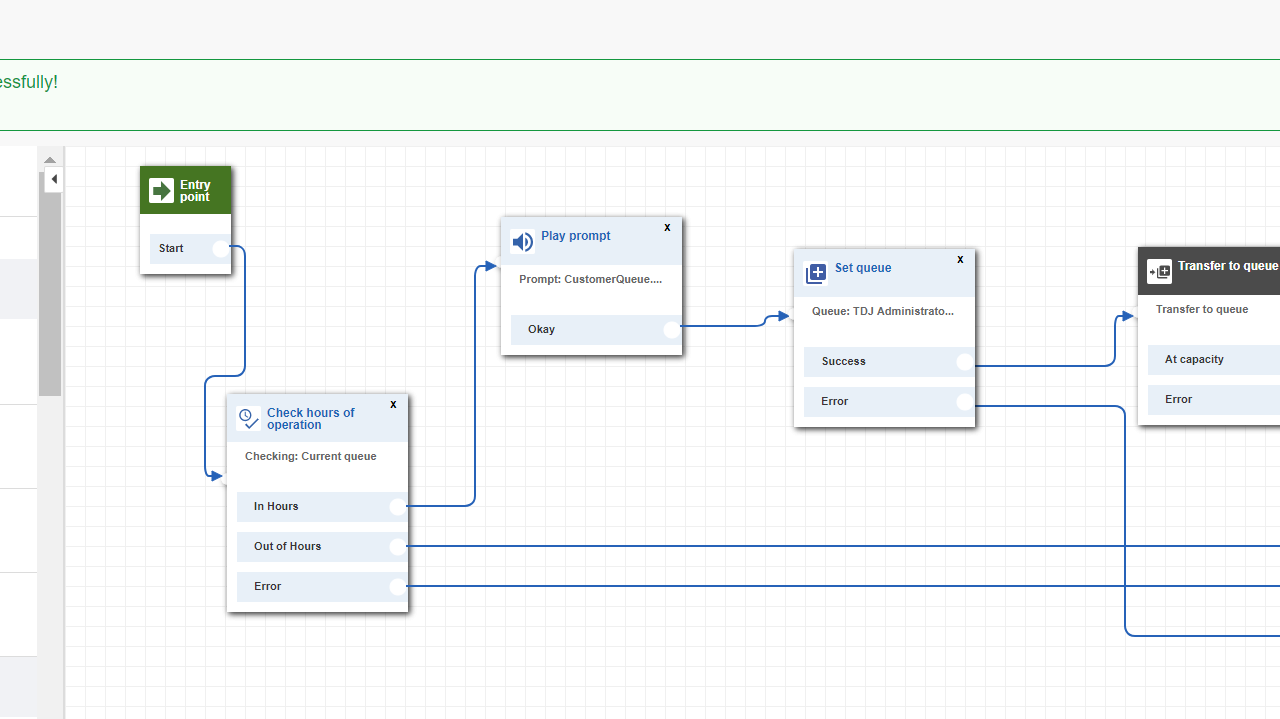 essfully!
Entry
point
Start
Play prompt
x
Prompt: CustomerQueue....
Okay
Set queue
x
Queue: TDJ Administrato...
Success
Error
Transfer to queue
Transfer to queue
At capacity
Error
Check hours of
operation
x
Checking: Current queue
In Hours
Out of Hours
Error